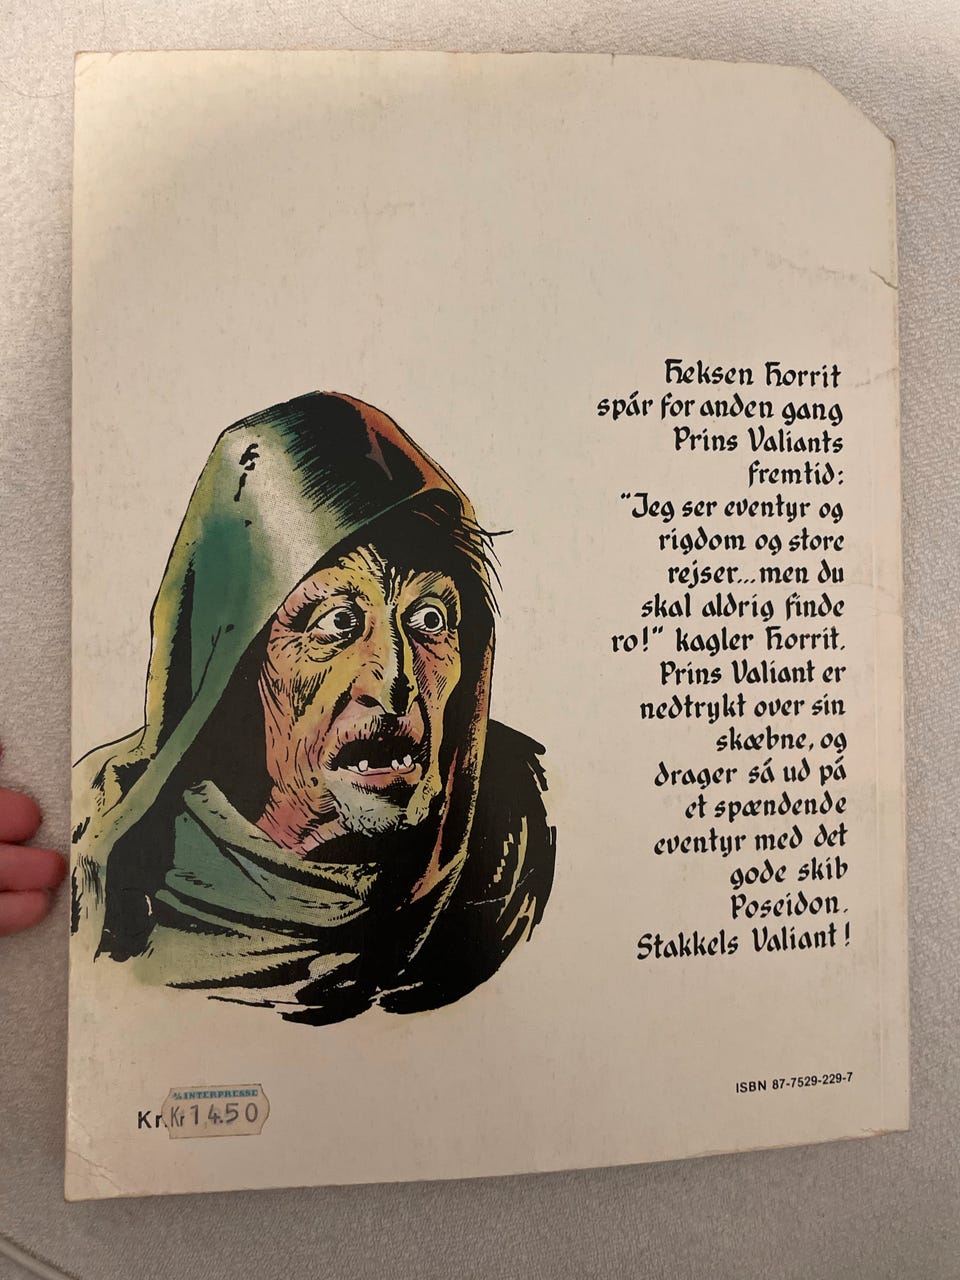 Heksen Horrit
spår for anden gang
Prins Valiants
fremtid:
"Jeg ser eventyr og
rigdom og store
rejser...men du
skal aldrig finde
ro!" kagler Horrit.
Prins Valiant er
nedtrykt over sin
skæbne, og
drager så ud på
et spændende
eventyr med det
gode skib
Poseidon.
Stakkels Valiant!
ISBN 87-7529-229-7
A/S INTERPRESSE
Kr. Kr 14.50